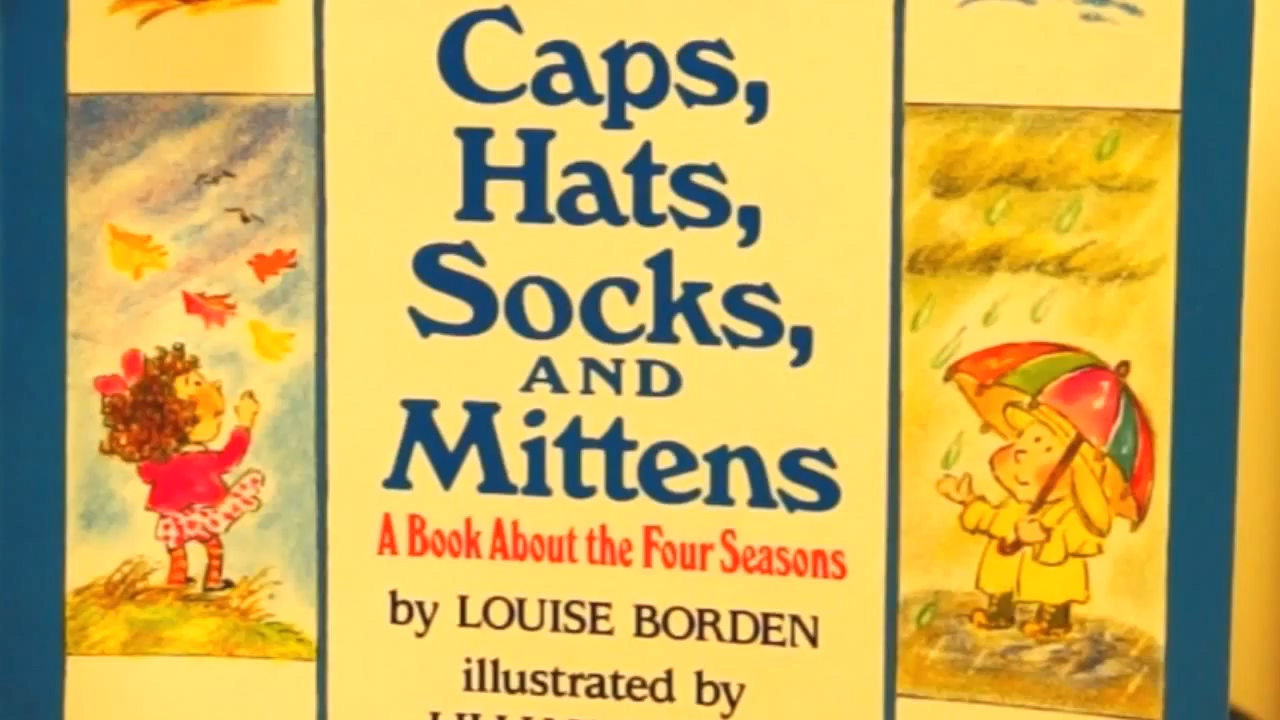 Caps,
Hats,
Socks,
AND
Mittens
A Book About the Four Seasons
by LOUISE BORDEN
illustrated by